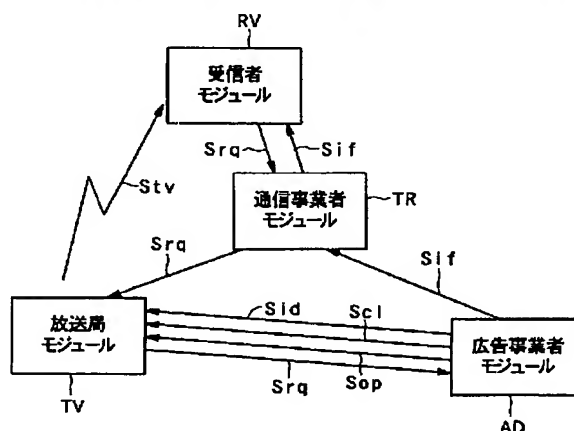 RV
受信者
モジュール
Srq
Sif
Stv
通信事業者
モジュール
TR
Srq
Sif
放送局
モジュール
Sid
Scl
広告事業者
モジュール
Srq
Sop
TV
AD